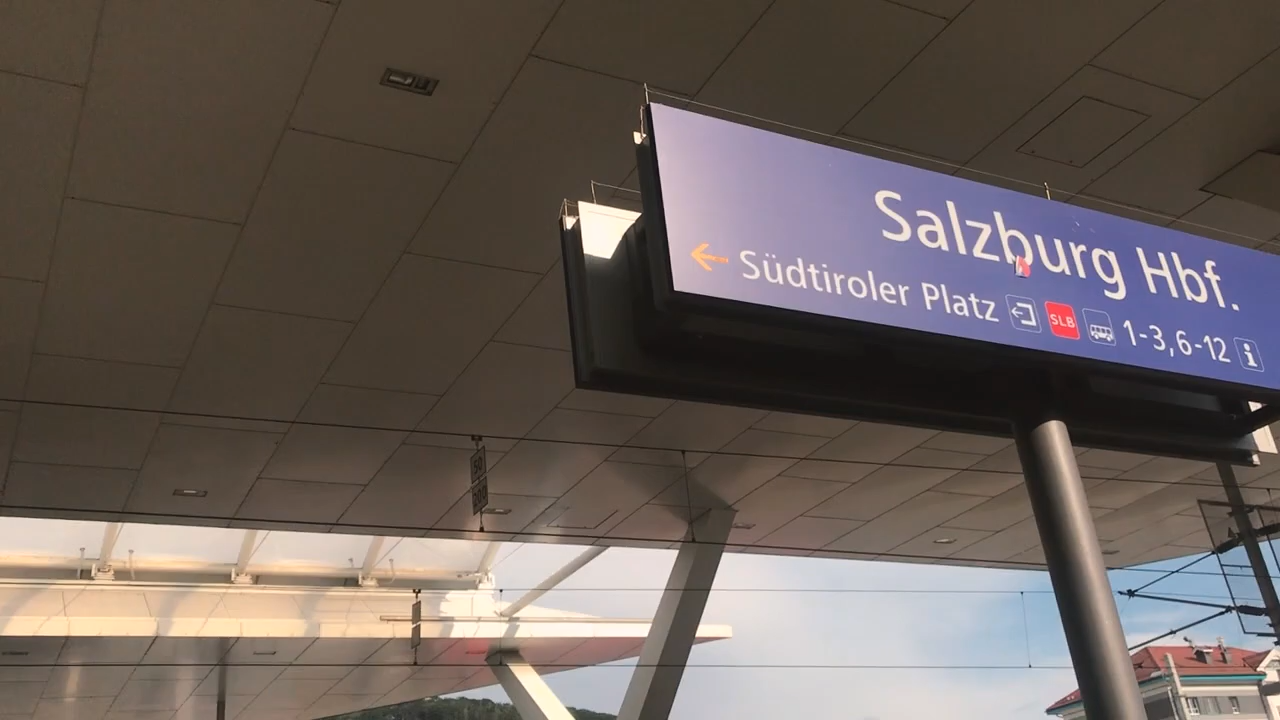 Salzburg Hbf.
← Südtiroler Platz SLB 1-3, 6-12 i